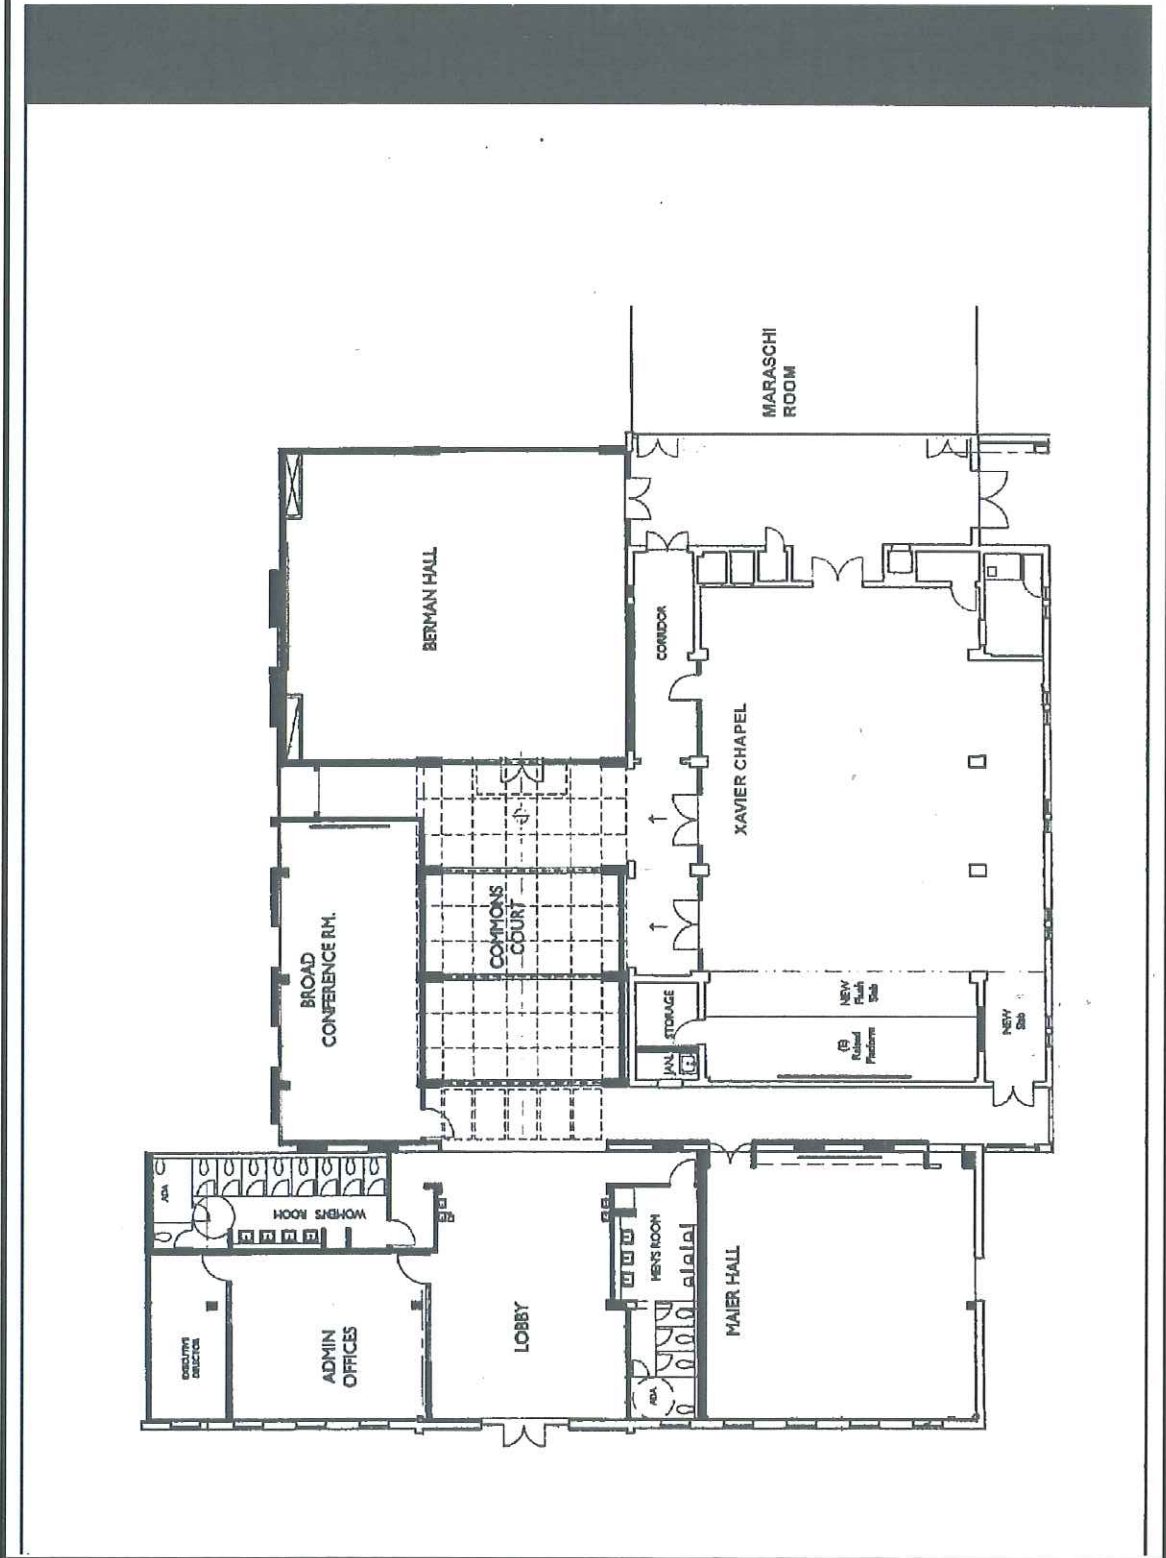 MARASCHI
ROOM
BERMAN HALL
CORRIDOR
XAVIER CHAPEL
BROAD
CONFERENCE RM.
COMMONS
COURT
STORAGE
JAN.
NEW
Flush
Slab
(E)
Raised
Platform
NEW
Slab
ADA
WOMEN'S ROOM
EXECUTIVE
DIRECTOR
ADMIN
OFFICES
LOBBY
MEN'S ROOM
ADA
MAIER HALL